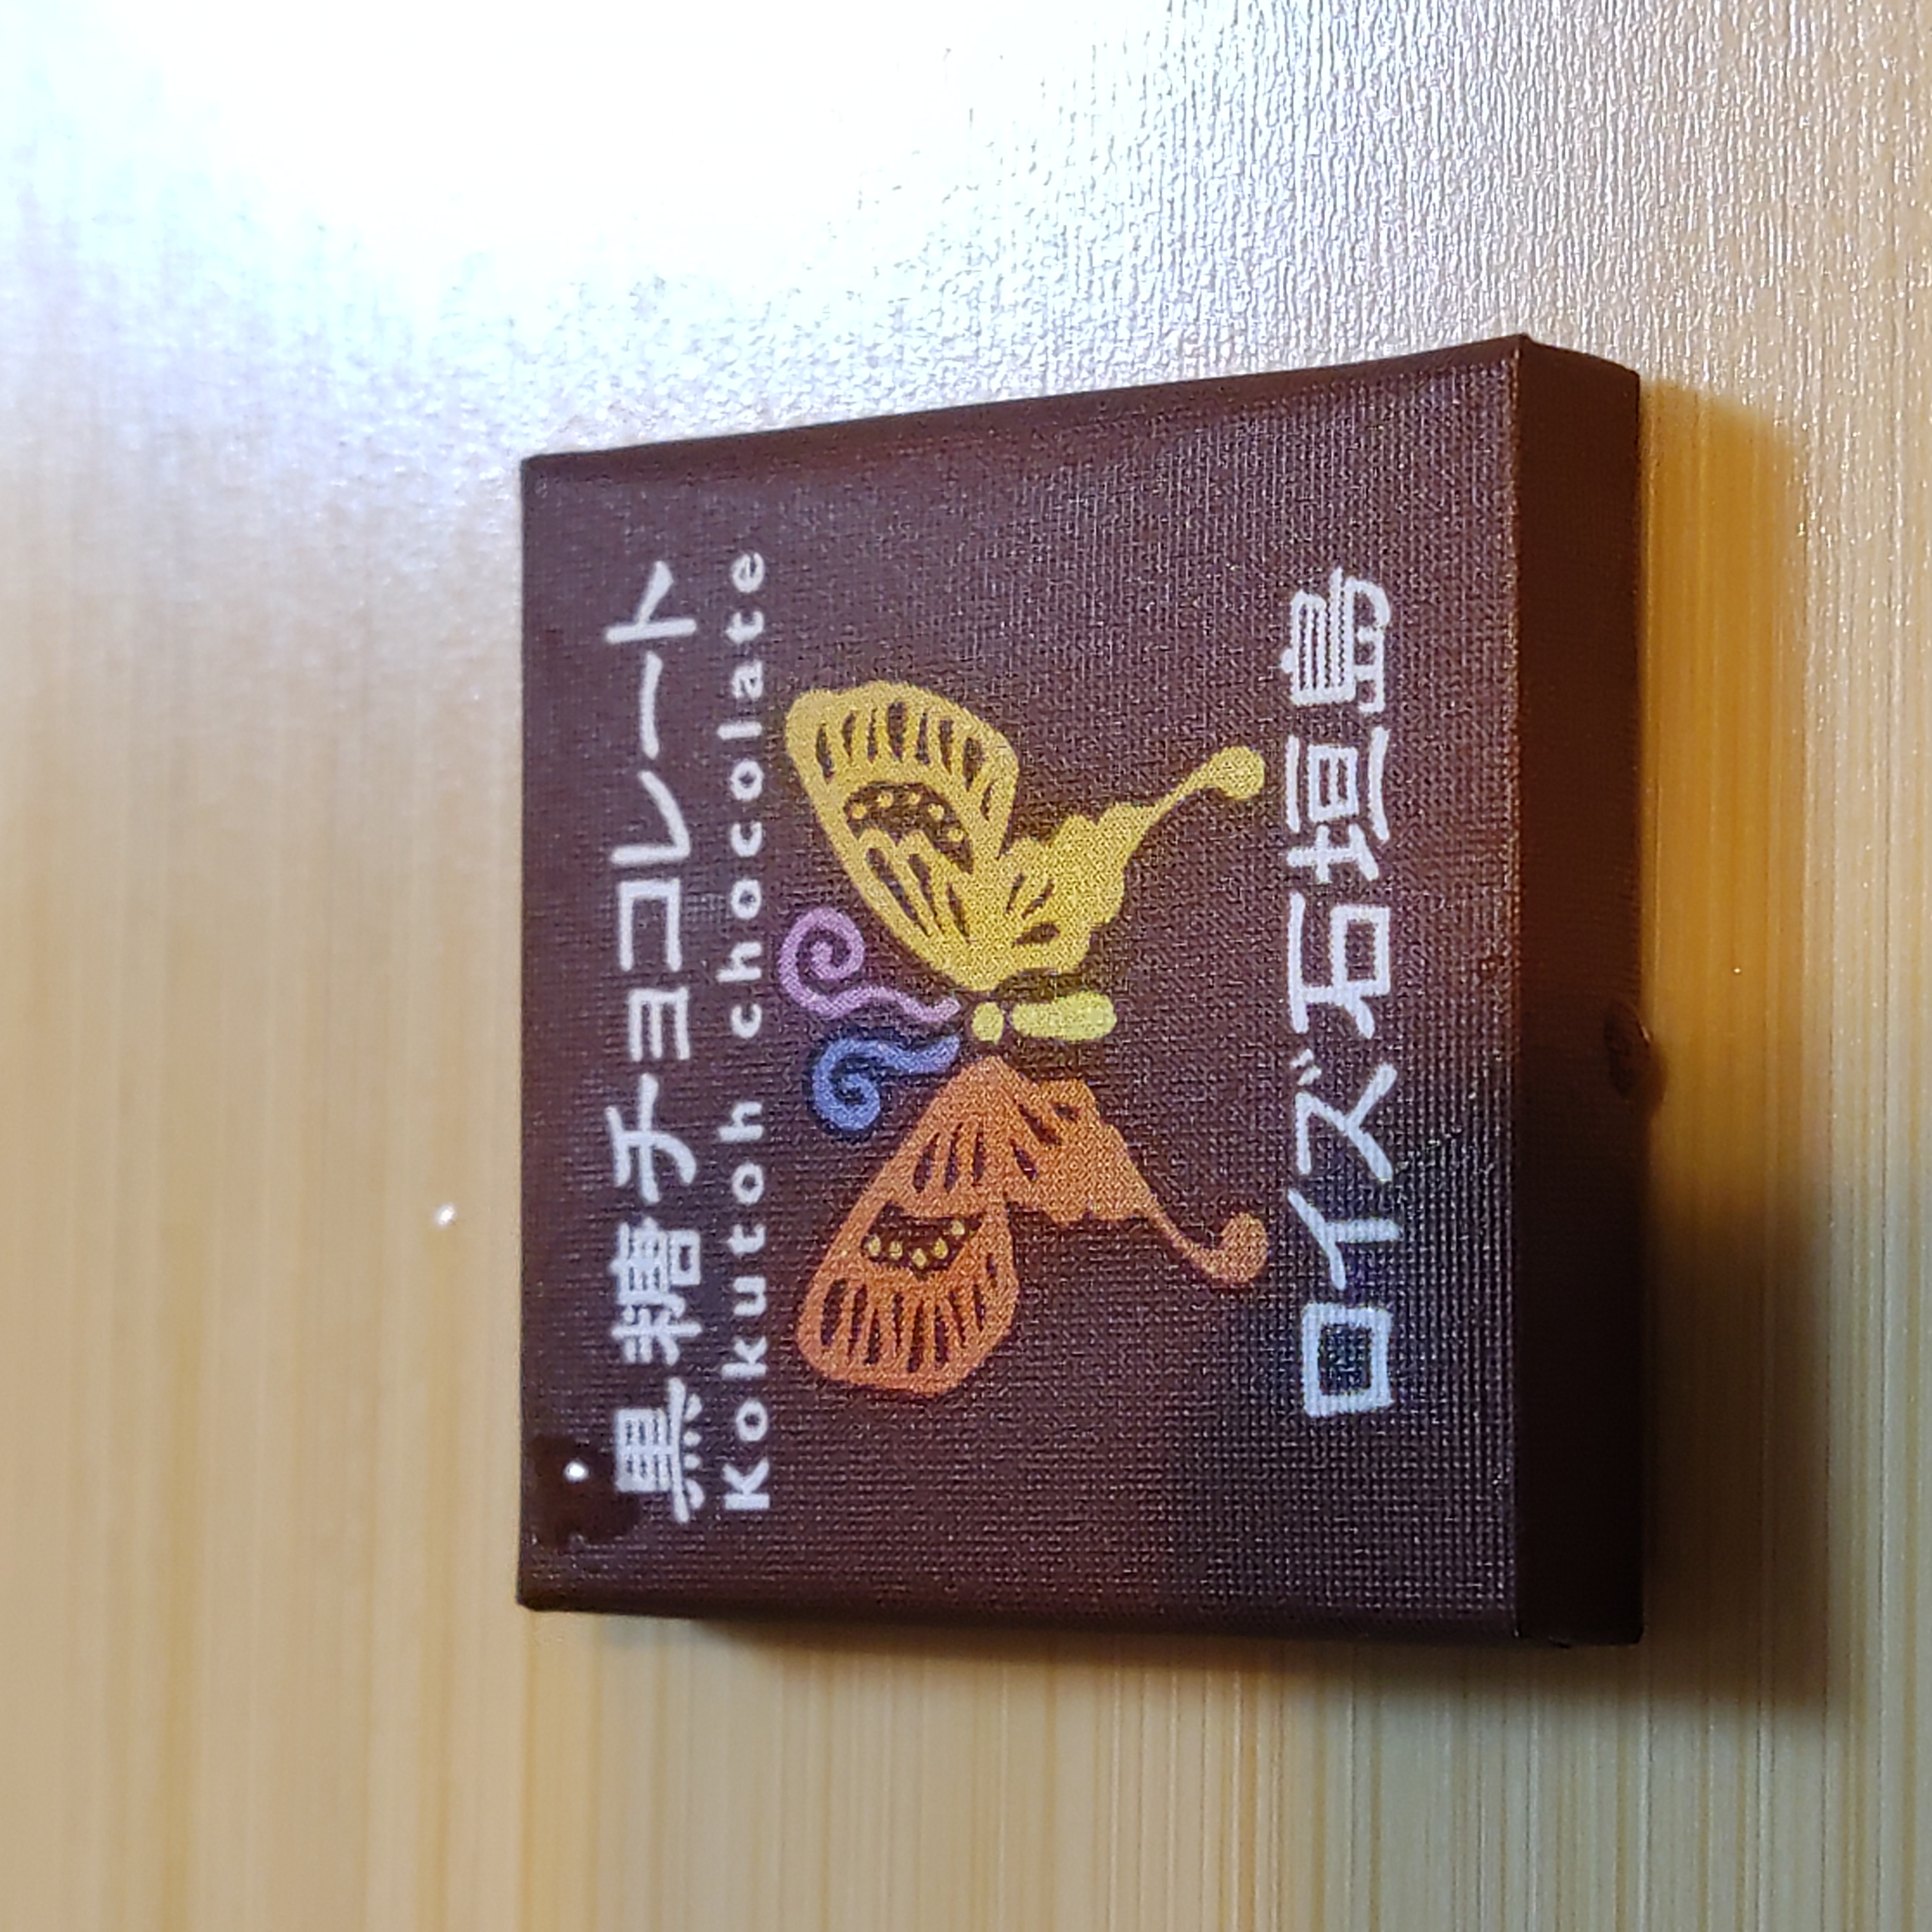 黒糖チョコレート
Kokutoh chocolate
ロイズ石垣島